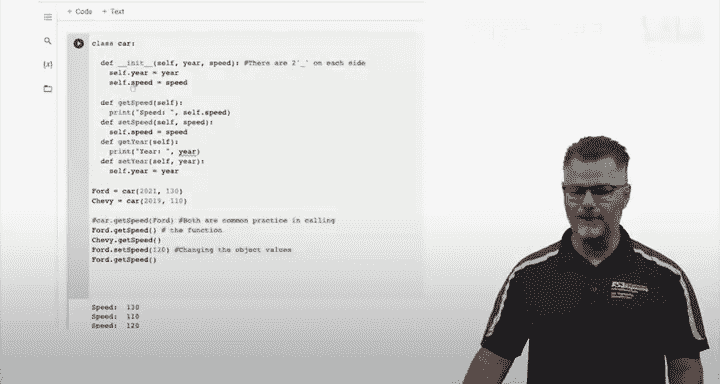 + Code + Text
class car:
def __init__(self, year, speed): #There are 2'_' on each side
self.year = year
self.speed = speed
def getSpeed(self):
print("Speed: ", self.speed)
def setSpeed(self, speed):
self.speed = speed
def getYear(self):
print("Year: ", year)
def setYear(self, year):
self.year = year
Ford = car(2021, 130)
Chevy = car(2019, 110)
#car.getSpeed(Ford) #Both are common practice in calling
Ford.getSpeed() # the function
Chevy.getSpeed()
Ford.setSpeed(120) #Changing the object values
Ford.getSpeed()
Speed: 130
Speed: 110
Speed: 120
{x}